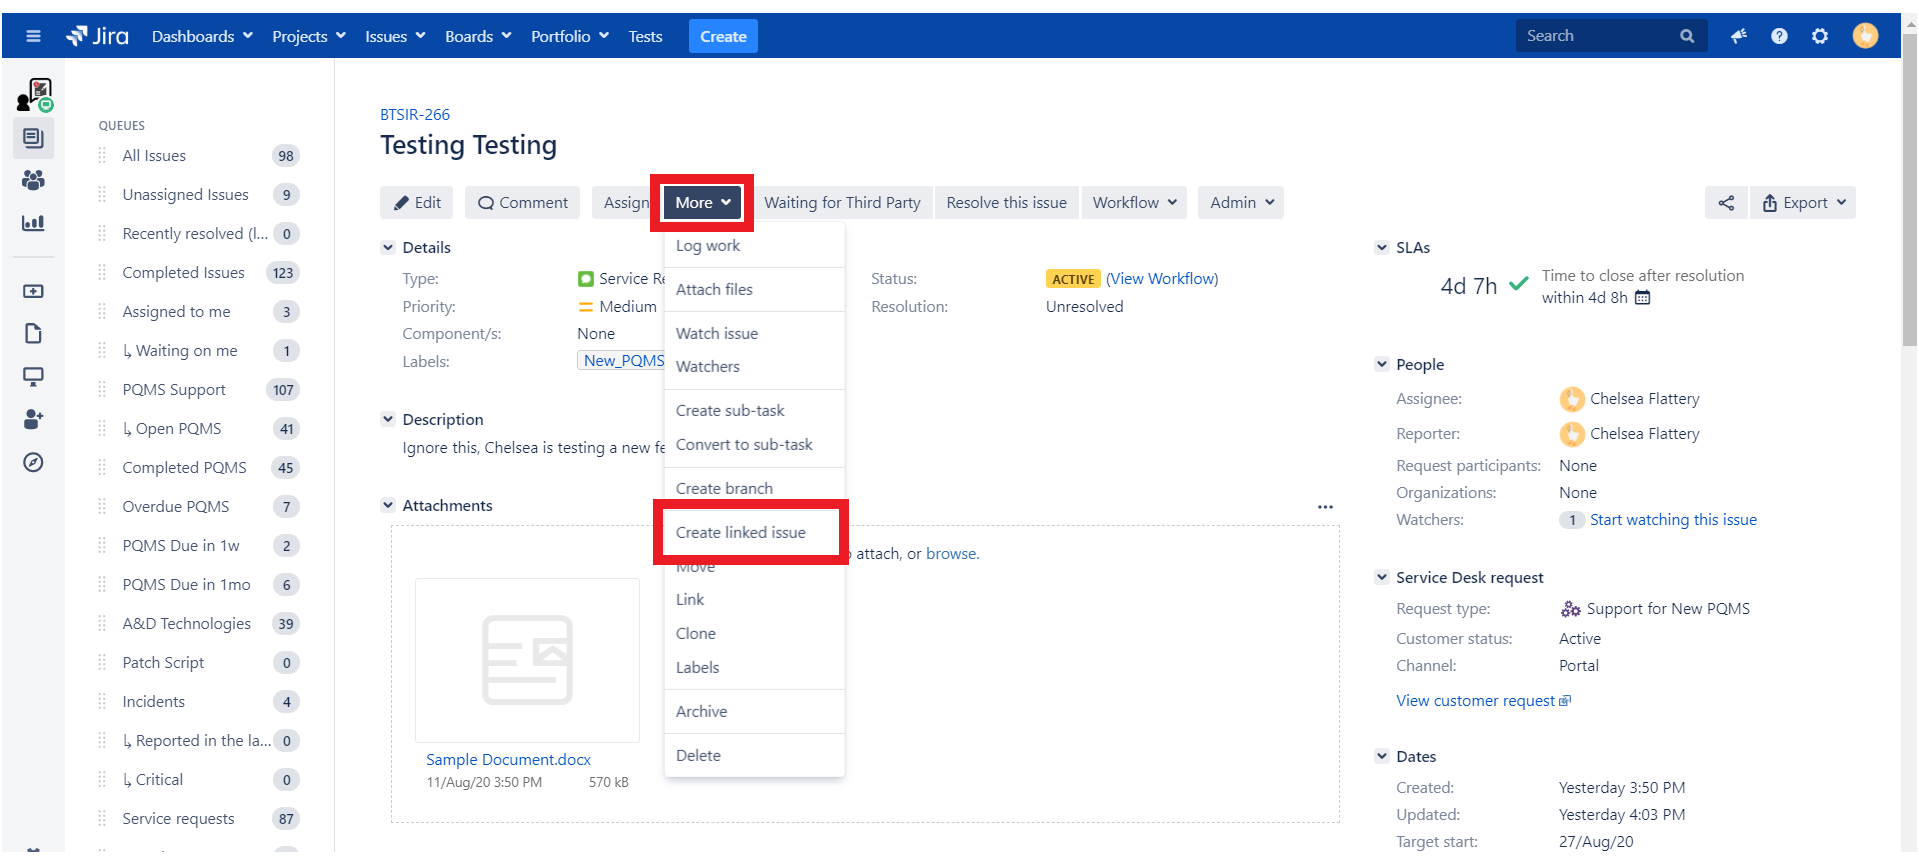 Jira Dashboards Projects Issues Boards Portfolio Tests Create Search
QUEUES
All Issues 98
Unassigned Issues 9
Recently resolved (l... 0
Completed Issues 123
Assigned to me 3
Waiting on me 1
PQMS Support 107
Open PQMS 41
Completed PQMS 45
Overdue PQMS 7
PQMS Due in 1w 2
PQMS Due in 1mo 6
A&D Technologies 39
Patch Script 0
Incidents 4
Reported in the la... 0
Critical 0
Service requests 87
BTSIR-266
Testing Testing
Edit Comment Assign More Waiting for Third Party Resolve this issue Workflow Admin Export
Log work
Attach files
Watch issue
Watchers
Create sub-task
Convert to sub-task
Create branch
Create linked issue
Move
Link
Clone
Labels
Archive
Delete
Details
Type: Service Re
Priority: Medium
Component/s: None
Labels: New_PQMS
Status: ACTIVE (View Workflow)
Resolution: Unresolved
Description
Ignore this, Chelsea is testing a new fe
Attachments
attach, or browse.
Sample Document.docx
11/Aug/20 3:50 PM 570 kB
SLAs
4d 7h Time to close after resolution
within 4d 8h
People
Assignee: Chelsea Flattery
Reporter: Chelsea Flattery
Request participants: None
Organizations: None
Watchers: 1 Start watching this issue
Service Desk request
Request type: Support for New PQMS
Customer status: Active
Channel: Portal
View customer request
Dates
Created: Yesterday 3:50 PM
Updated: Yesterday 4:03 PM
Target start: 27/Aug/20